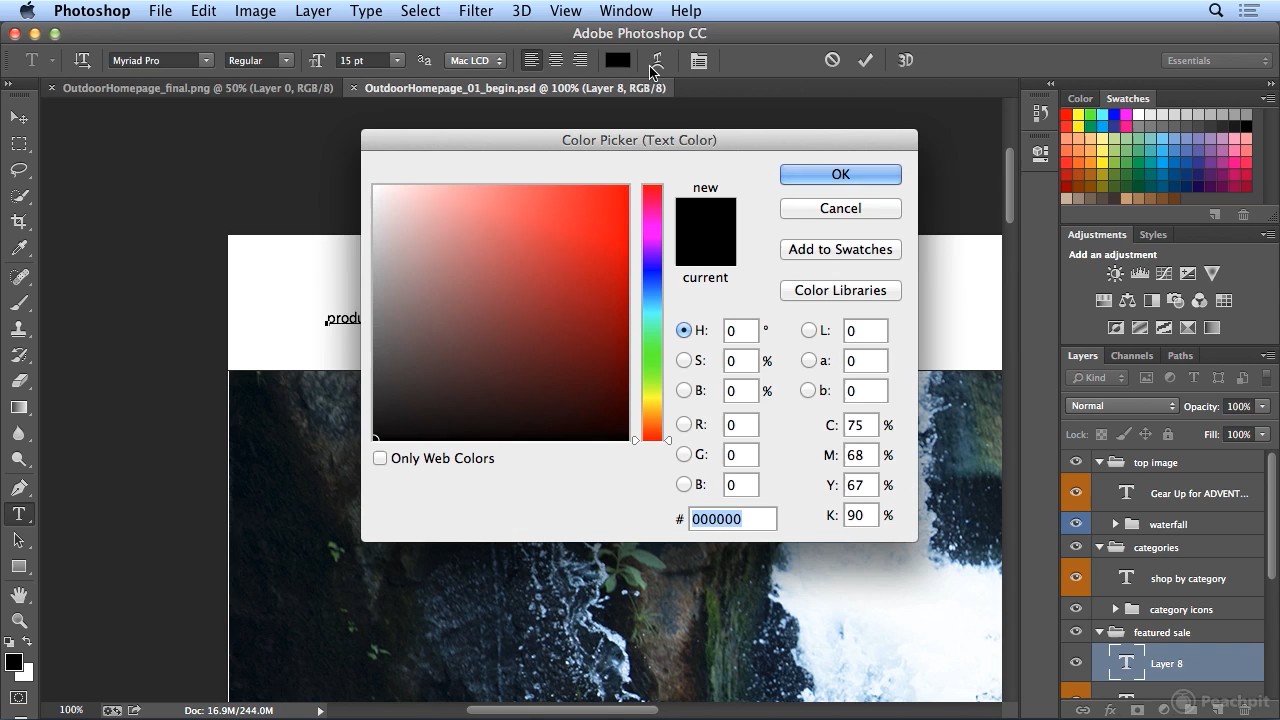 Photoshop File Edit Image Layer Type Select Filter 3D View Window Help
Adobe Photoshop CC
T Myriad Pro Regular 15 pt aa Mac LCD 3D Essentials
× OutdoorHomepage_final.png @ 50% (Layer 0, RGB/8) × OutdoorHomepage_01_begin.psd @ 100% (Layer 8, RGB/8)
Color Swatches
Color Picker (Text Color)
new
current
OK
Cancel
Add to Swatches
Color Libraries
H: 0 ° L: 0
S: 0 % a: 0
B: 0 % b: 0
R: 0 C: 75 %
G: 0 M: 68 %
B: 0 Y: 67 %
# 000000 K: 90 %
Only Web Colors
produ
Adjustments Styles
Add an adjustment
Layers Channels Paths
Kind
Normal Opacity: 100%
Lock: Fill: 100%
top image
T Gear Up for ADVENT...
waterfall
categories
T shop by category
category icons
featured sale
T Layer 8
100% Doc: 16.9M/244.0M
Peachpit